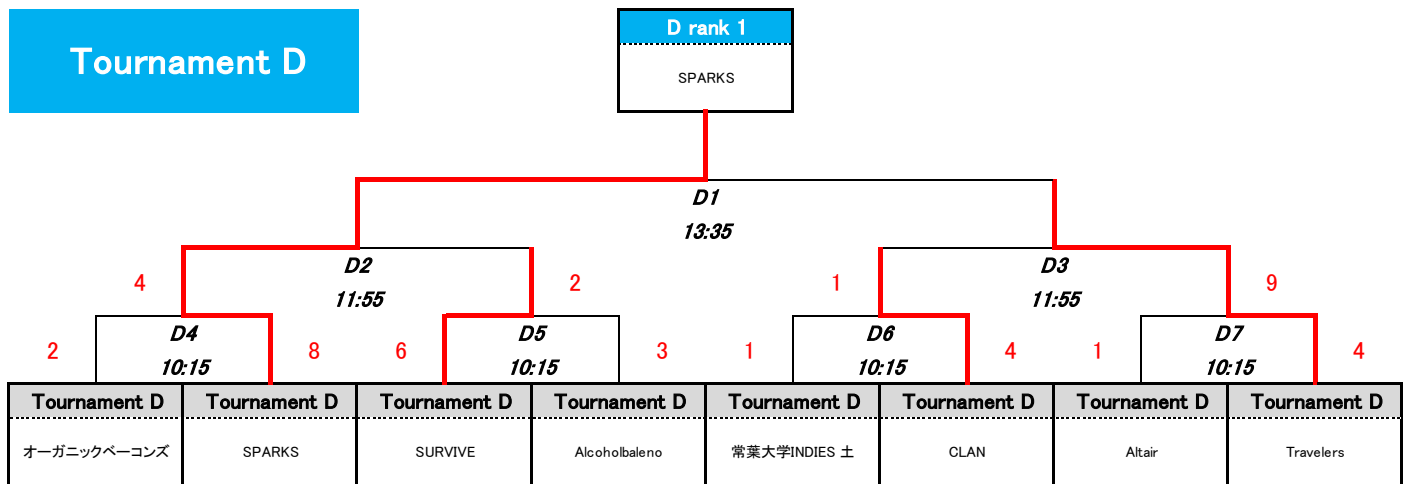 D rank 1
Tournament D
SPARKS
D1
13:35
D2
D3
4
2
1
9
11:55
11:55
D4
D5
D6
D7
2
8
6
3
1
4
1
4
10:15
10:15
10:15
10:15
Tournament D
Tournament D
Tournament D
Tournament D
Tournament D
Tournament D
Tournament D
Tournament D
オーガニックベーコンズ
SPARKS
SURVIVE
Alcoholbaleno
常葉大学INDIES 土
CLAN
Altair
Travelers